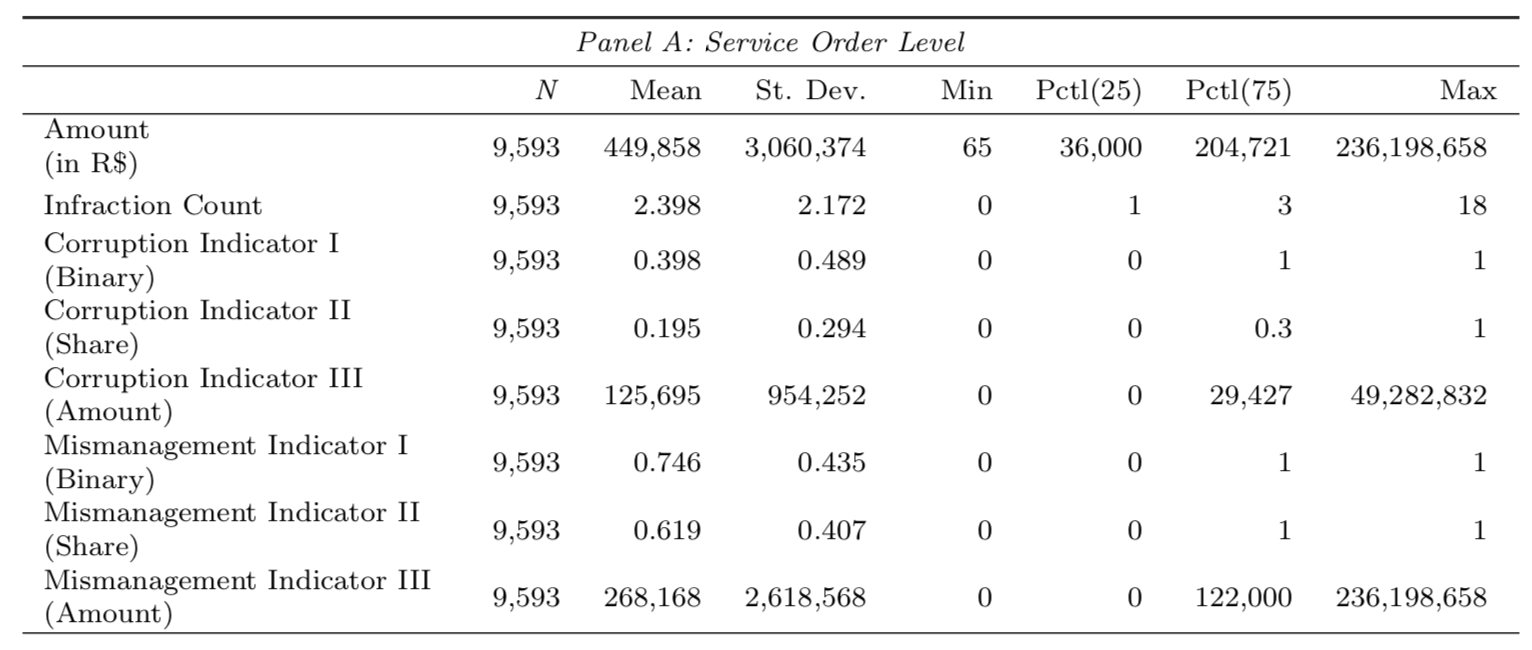 Panel A: Service Order Level
N Mean St. Dev. Min Pctl(25) Pctl(75) Max
Amount
(in R$) 9,593 449,858 3,060,374 65 36,000 204,721 236,198,658
Infraction Count 9,593 2.398 2.172 0 1 3 18
Corruption Indicator I
(Binary) 9,593 0.398 0.489 0 0 1 1
Corruption Indicator II
(Share) 9,593 0.195 0.294 0 0 0.3 1
Corruption Indicator III
(Amount) 9,593 125,695 954,252 0 0 29,427 49,282,832
Mismanagement Indicator I
(Binary) 9,593 0.746 0.435 0 0 1 1
Mismanagement Indicator II
(Share) 9,593 0.619 0.407 0 0 1 1
Mismanagement Indicator III
(Amount) 9,593 268,168 2,618,568 0 0 122,000 236,198,658